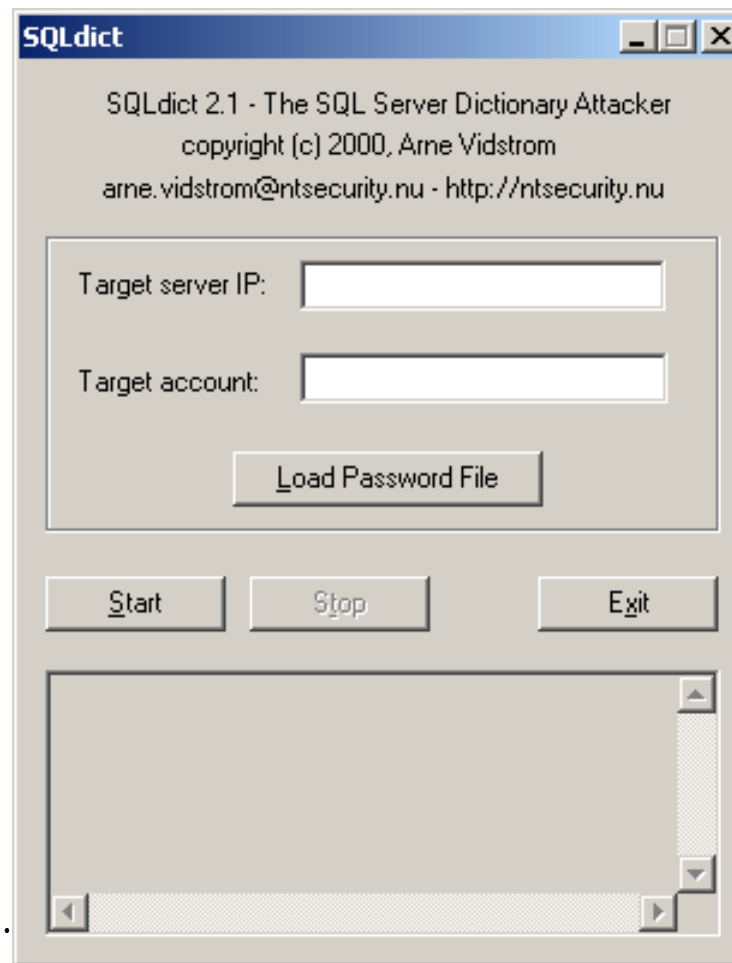 SQLdict
SQLdict 2.1 - The SQL Server Dictionary Attacker
copyright (c) 2000, Arne Vidstrom
arne.vidstrom@ntsecurity.nu - http://ntsecurity.nu
Target server IP:
Target account:
Load Password File
Start Stop Exit
.